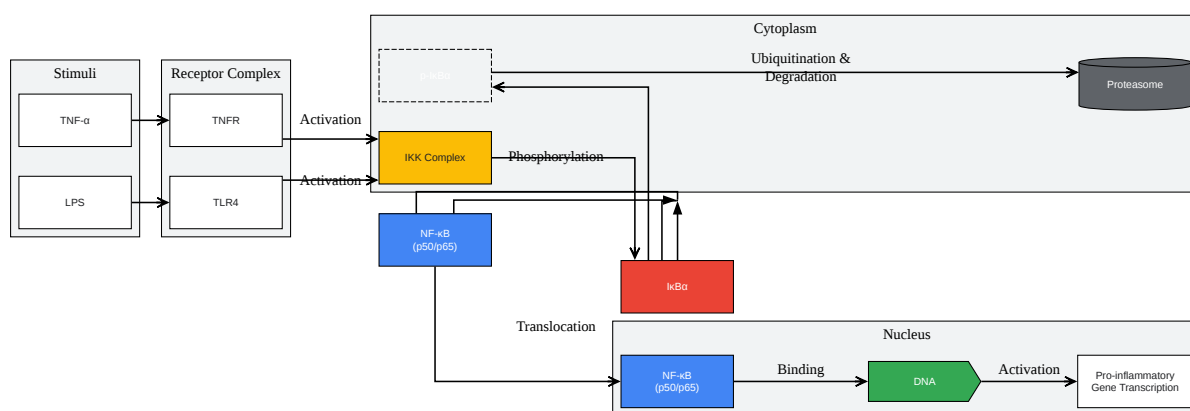 Cytoplasm
Stimuli
Receptor Complex
Ubiquitination &
Degradation
Proteasome
TNF-α
TNFR
Activation
IKK Complex
Phosphorylation
LPS
TLR4
Activation
NF-κB
(p50/p65)
IκBα
Translocation
Nucleus
NF-κB
(p50/p65)
Binding
DNA
Activation
Pro-inflammatory
Gene Transcription